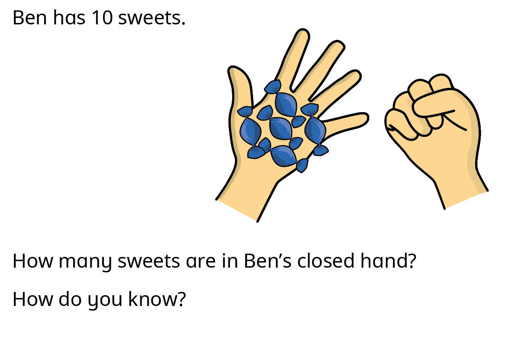 Ben has 10 sweets.
How many sweets are in Ben’s closed hand?
How do you know?